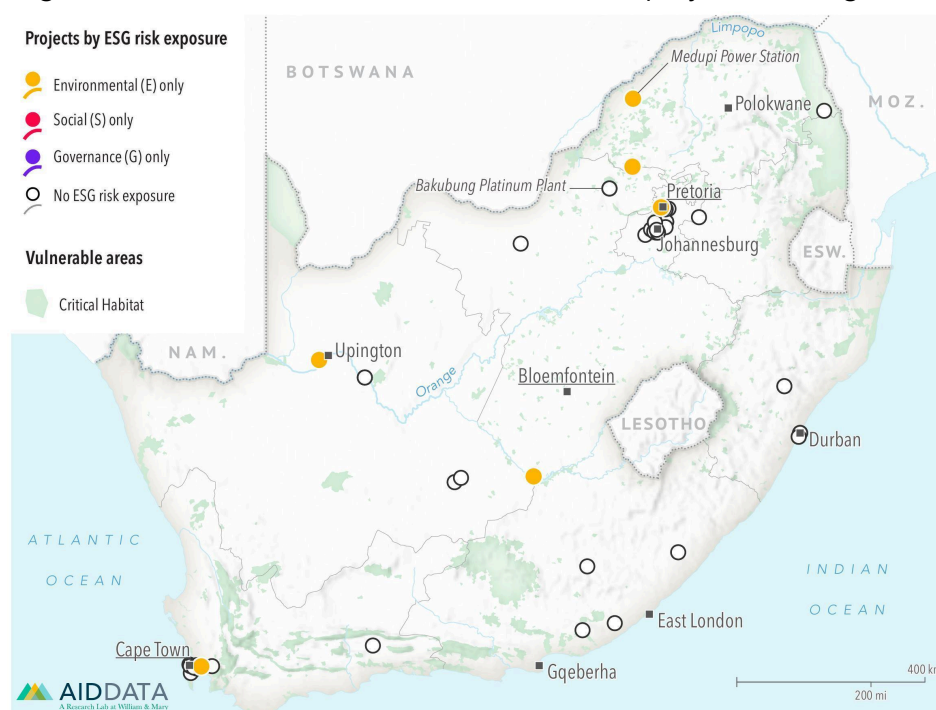 Projects by ESG risk exposure
Environmental (E) only
Social (S) only
Governance (G) only
No ESG risk exposure
Vulnerable areas
Critical Habitat
Limpopo
BOTSWANA
Medupi Power Station
Polokwane
MOZ.
Bakubung Platinum Plant
Pretoria
Johannesburg
ESW.
NAM.
Upington
Orange
Bloemfontein
LESOTHO
Durban
ATLANTIC
OCEAN
INDIAN
OCEAN
East London
Cape Town
Gqeberha
400 km
200 mi
AIDDATA
A Research Lab at William & Mary